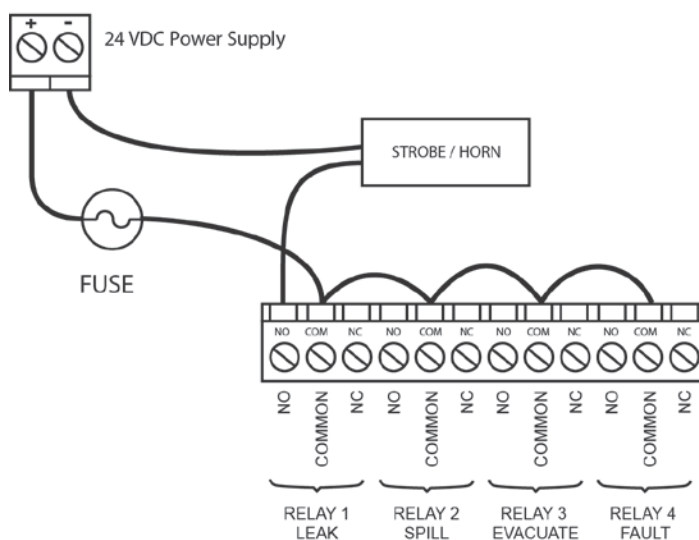 + -
24 VDC Power Supply
STROBE / HORN
FUSE
NO COM NC NO COM NC NO COM NC NO COM NC
NO COMMON NC NO COMMON NC NO COMMON NC NO COMMON NC
RELAY 1 RELAY 2 RELAY 3 RELAY 4
LEAK SPILL EVACUATE FAULT